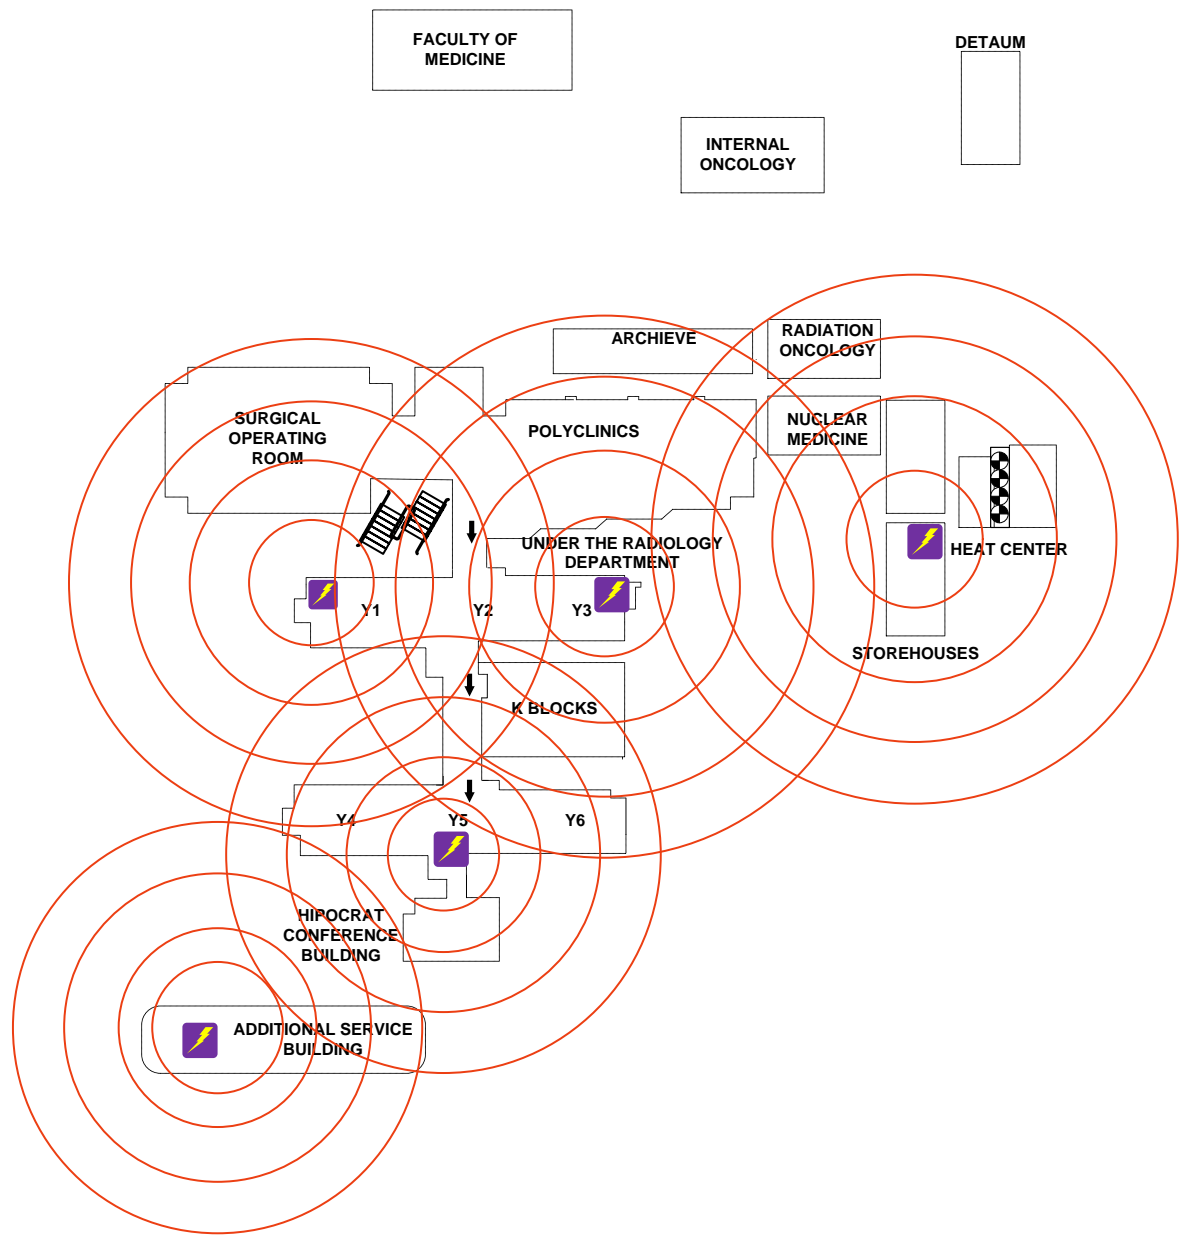 FACULTY OF
MEDICINE
DETAUM
INTERNAL
ONCOLOGY
ARCHIEVE
RADIATION
ONCOLOGY
SURGICAL
OPERATING
ROOM
POLYCLINICS
NUCLEAR
MEDICINE
UNDER THE RADIOLOGY
DEPARTMENT
HEAT CENTER
Y1
Y2
Y3
STOREHOUSES
K BLOCKS
Y4
Y5
Y6
HIPOCRAT
CONFERENCE
BUILDING
ADDITIONAL SERVICE
BUILDING